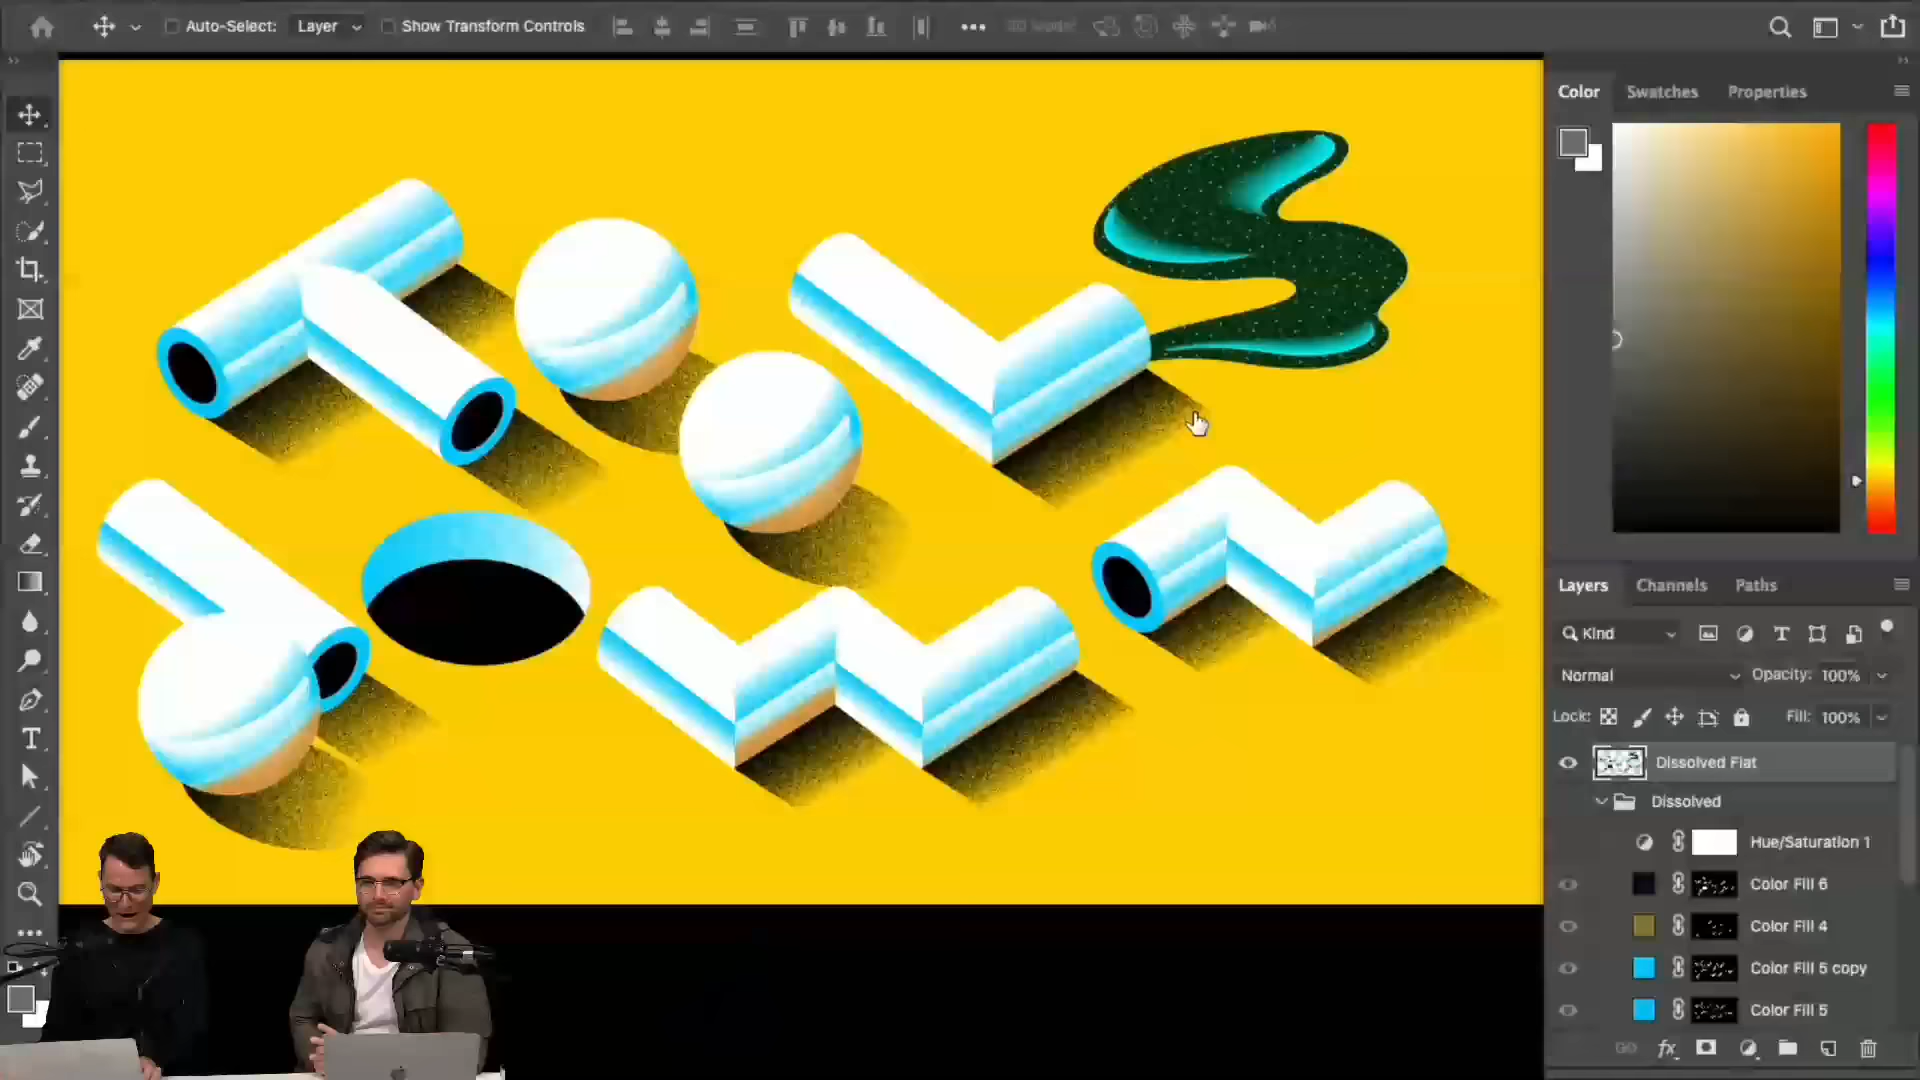 Auto-Select: Layer Show Transform Controls
Color Swatches Properties
Layers Channels Paths
Kind
Normal Opacity: 100%
Lock: Fill: 100%
Dissolved Flat
Dissolved
Hue/Saturation 1
Color Fill 6
Color Fill 4
Color Fill 5 copy
Color Fill 5
fx